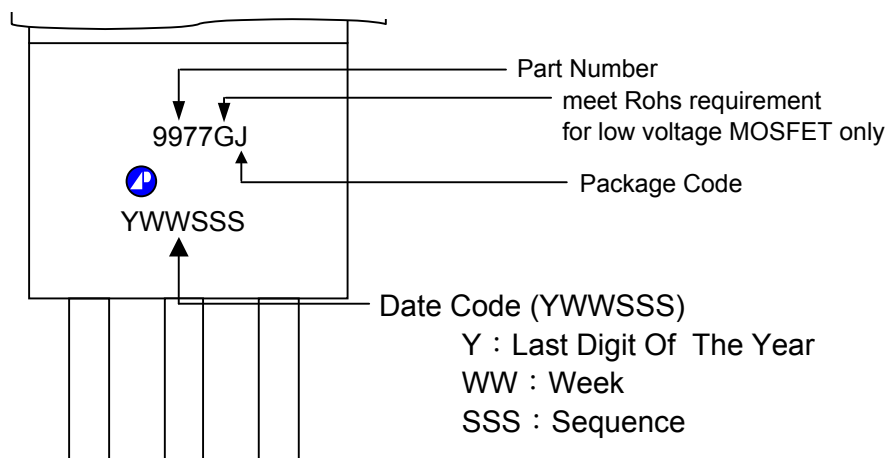 Part Number
meet Rohs requirement
for low voltage MOSFET only
9977GJ
Package Code
YWWSSS
Date Code (YWWSSS)
Y：Last Digit Of The Year
WW：Week
SSS：Sequence